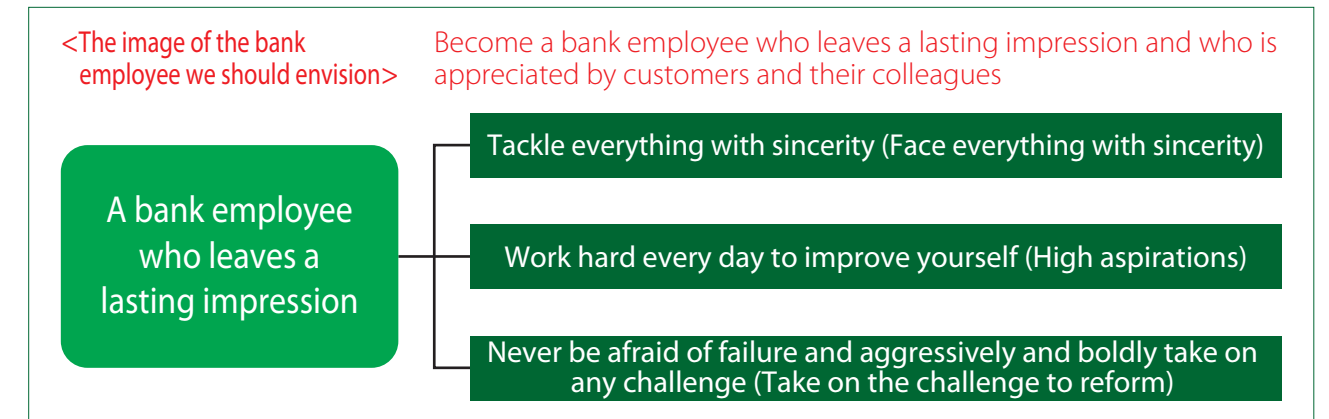 <The image of the bank
employee we should envision>
Become a bank employee who leaves a lasting impression and who is
appreciated by customers and their colleagues
A bank employee
who leaves a
lasting impression
Tackle everything with sincerity (Face everything with sincerity)
Work hard every day to improve yourself (High aspirations)
Never be afraid of failure and aggressively and boldly take on
any challenge (Take on the challenge to reform)